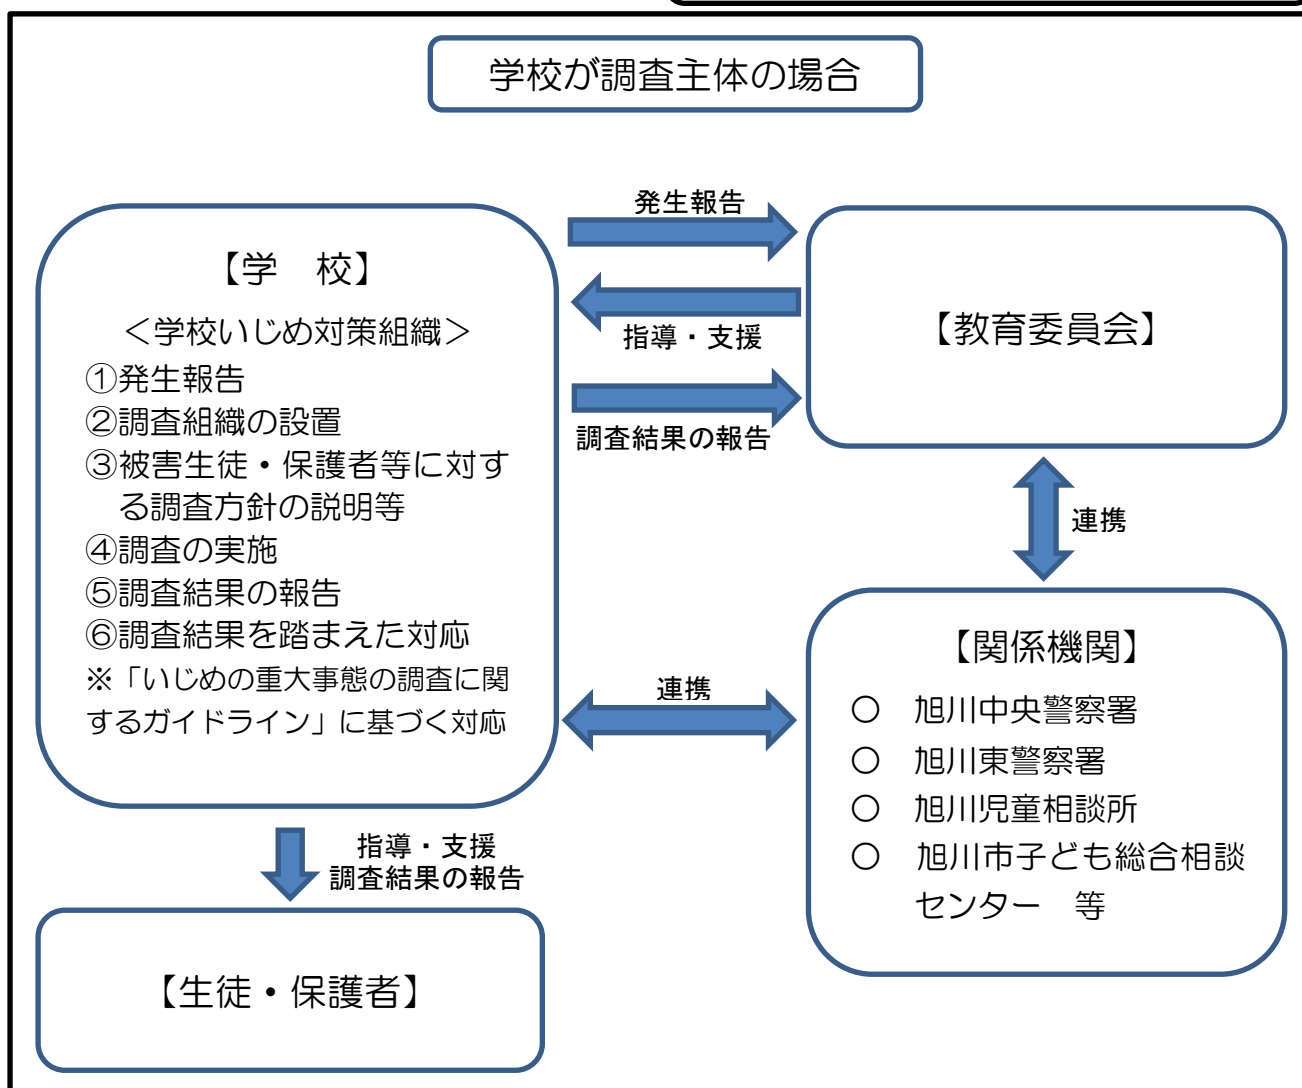 学校が調査主体の場合
発生報告
【学　校】
＜学校いじめ対策組織＞
①発生報告
②調査組織の設置
③被害生徒・保護者等に対す
る調査方針の説明等
④調査の実施
⑤調査結果の報告
⑥調査結果を踏まえた対応
※「いじめの重大事態の調査に関
するガイドライン」に基づく対応
指導・支援
調査結果の報告
【教育委員会】
連携
連携
【関係機関】
○　旭川中央警察署
○　旭川東警察署
○　旭川児童相談所
○　旭川市子ども総合相談
センター　等
指導・支援
調査結果の報告
【生徒・保護者】